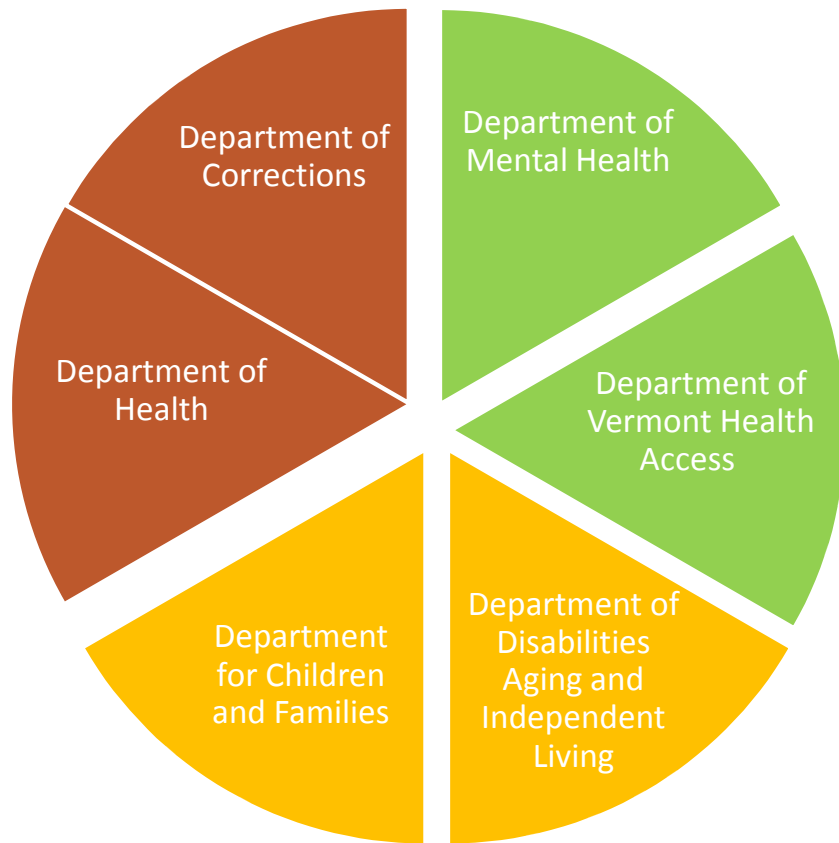 Department of
Corrections
Department of
Mental Health
Department of
Health
Department of
Vermont Health
Access
Department
for Children
and Families
Department of
Disabilities
Aging and
Independent
Living